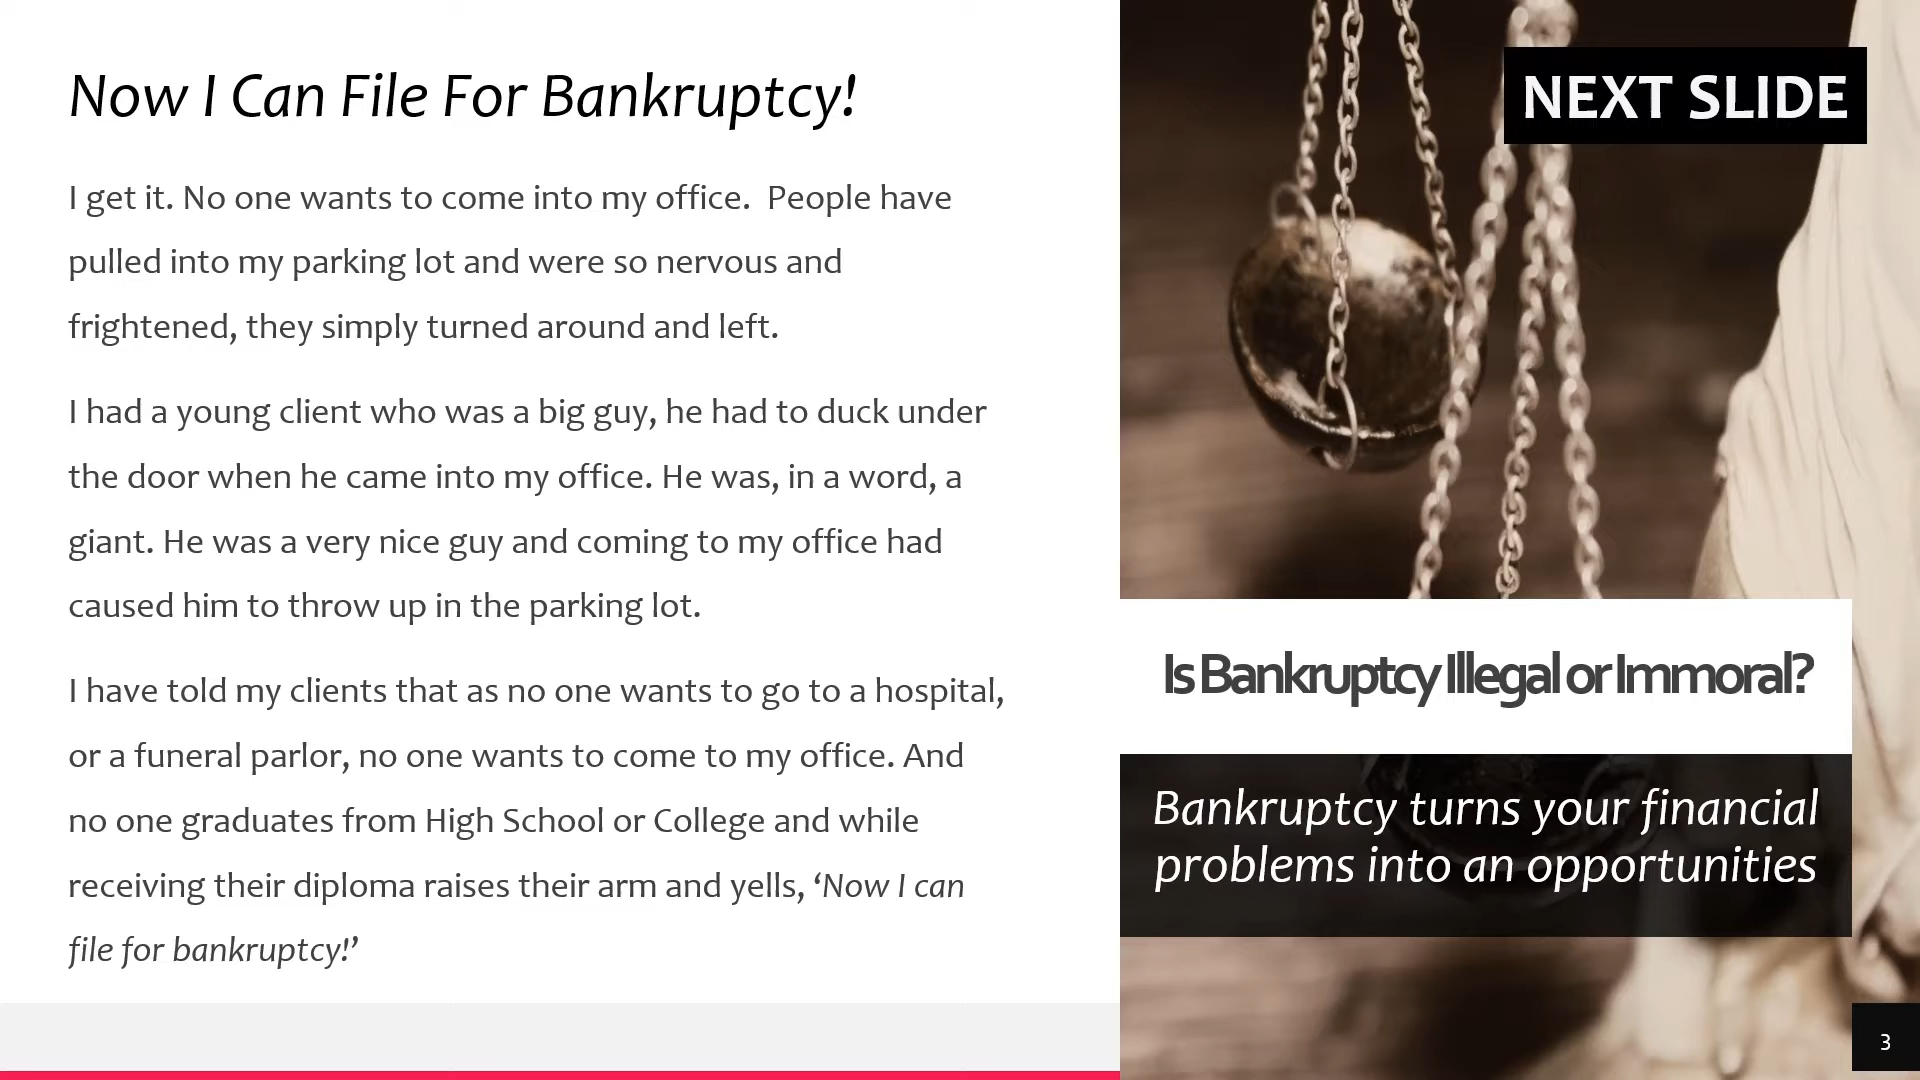 Now I Can File For Bankruptcy!
I get it. No one wants to come into my office.  People have
pulled into my parking lot and were so nervous and
frightened, they simply turned around and left.
I had a young client who was a big guy, he had to duck under
the door when he came into my office. He was, in a word, a
giant. He was a very nice guy and coming to my office had
caused him to throw up in the parking lot.
I have told my clients that as no one wants to go to a hospital,
or a funeral parlor, no one wants to come to my office. And
no one graduates from High School or College and while
receiving their diploma raises their arm and yells, ‘Now I can
file for bankruptcy!’
NEXT SLIDE
Is Bankruptcy Illegal or Immoral?
Bankruptcy turns your financial
problems into an opportunities
3